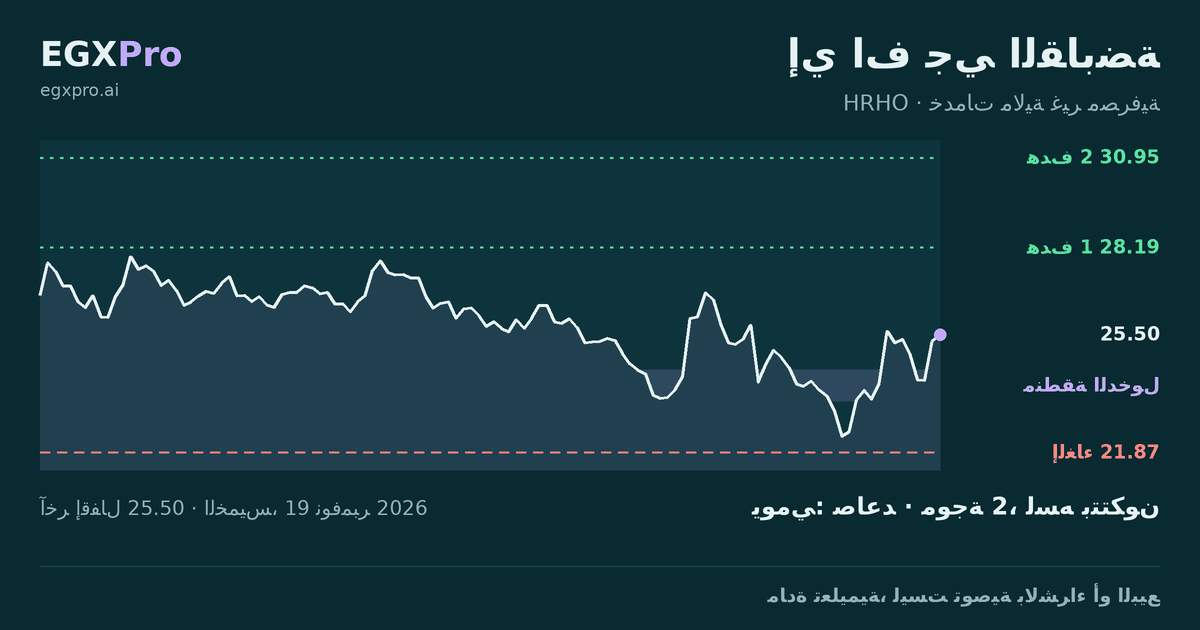 EGXPro
egxpro.ai
إي اف جي القابضة
HRHO · خدمات مالية غير مصرفية
هدف 2 30.95
هدف 1 28.19
25.50
منطقة الدخول
إلغاء 21.87
يومي: صاعد · موجة 2، لسه بتتكون
آخر إقفال 25.50 · الخميس، 19 نوفمبر 2026
مادة تعليمية، ليست توصية بالشراء أو البيع